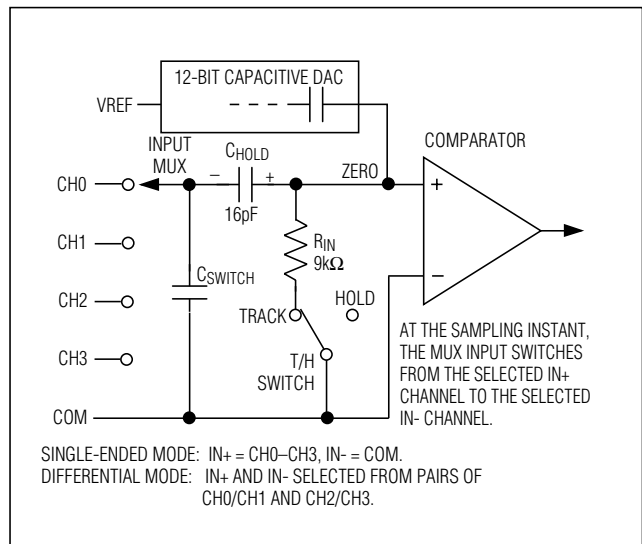 12-BIT CAPACITIVE DAC
VREF
INPUT
MUX
CHOLD
– +
16pF
ZERO
COMPARATOR
+
–
CH0
CH1
CH2
CH3
CSWITCH
RIN
9kΩ
TRACK
HOLD
T/H
SWITCH
COM
AT THE SAMPLING INSTANT,
THE MUX INPUT SWITCHES
FROM THE SELECTED IN+
CHANNEL TO THE SELECTED
IN- CHANNEL.
SINGLE-ENDED MODE: IN+ = CH0–CH3, IN- = COM.
DIFFERENTIAL MODE: IN+ AND IN- SELECTED FROM PAIRS OF
CH0/CH1 AND CH2/CH3.